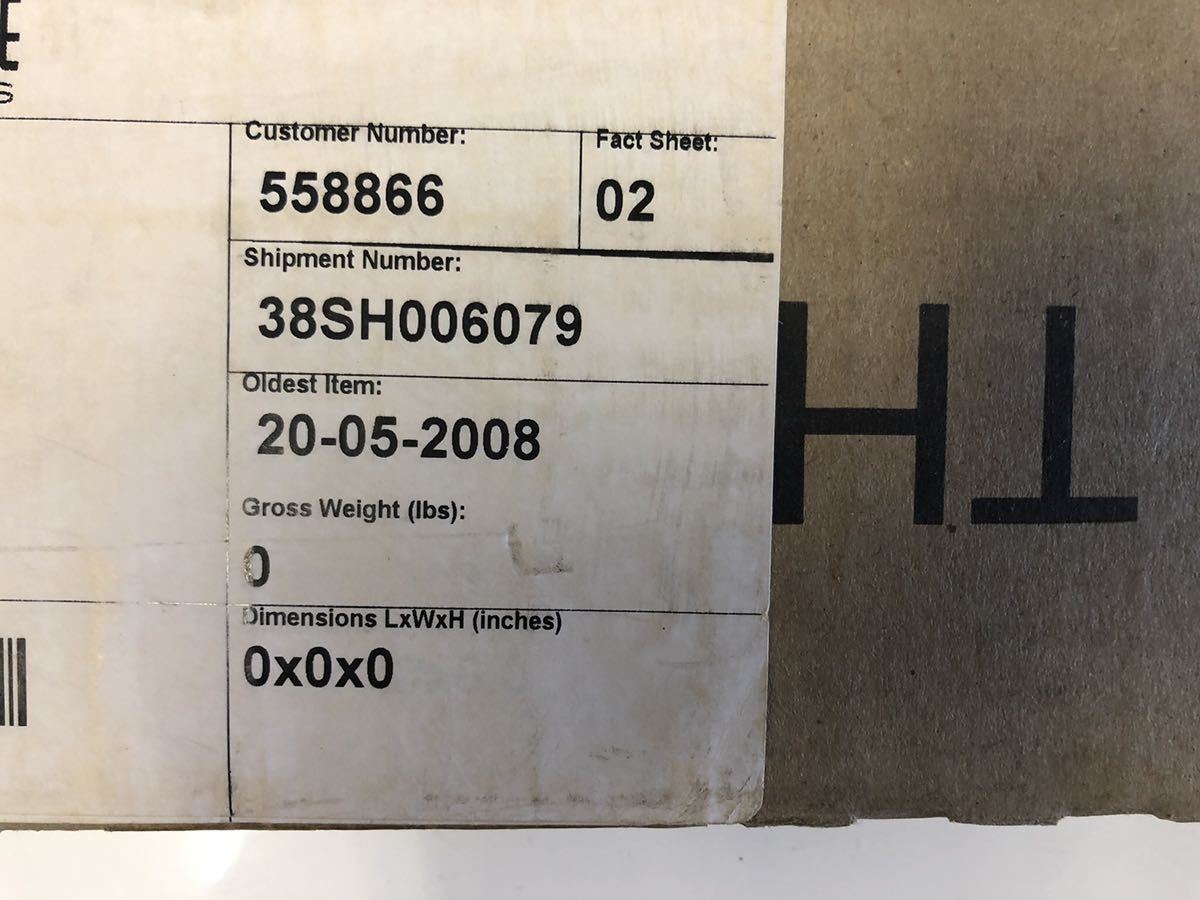 Customer Number:
558866
Fact Sheet:
02
Shipment Number:
38SH006079
Oldest Item:
20-05-2008
Gross Weight (lbs):
0
Dimensions LxWxH (inches)
0x0x0